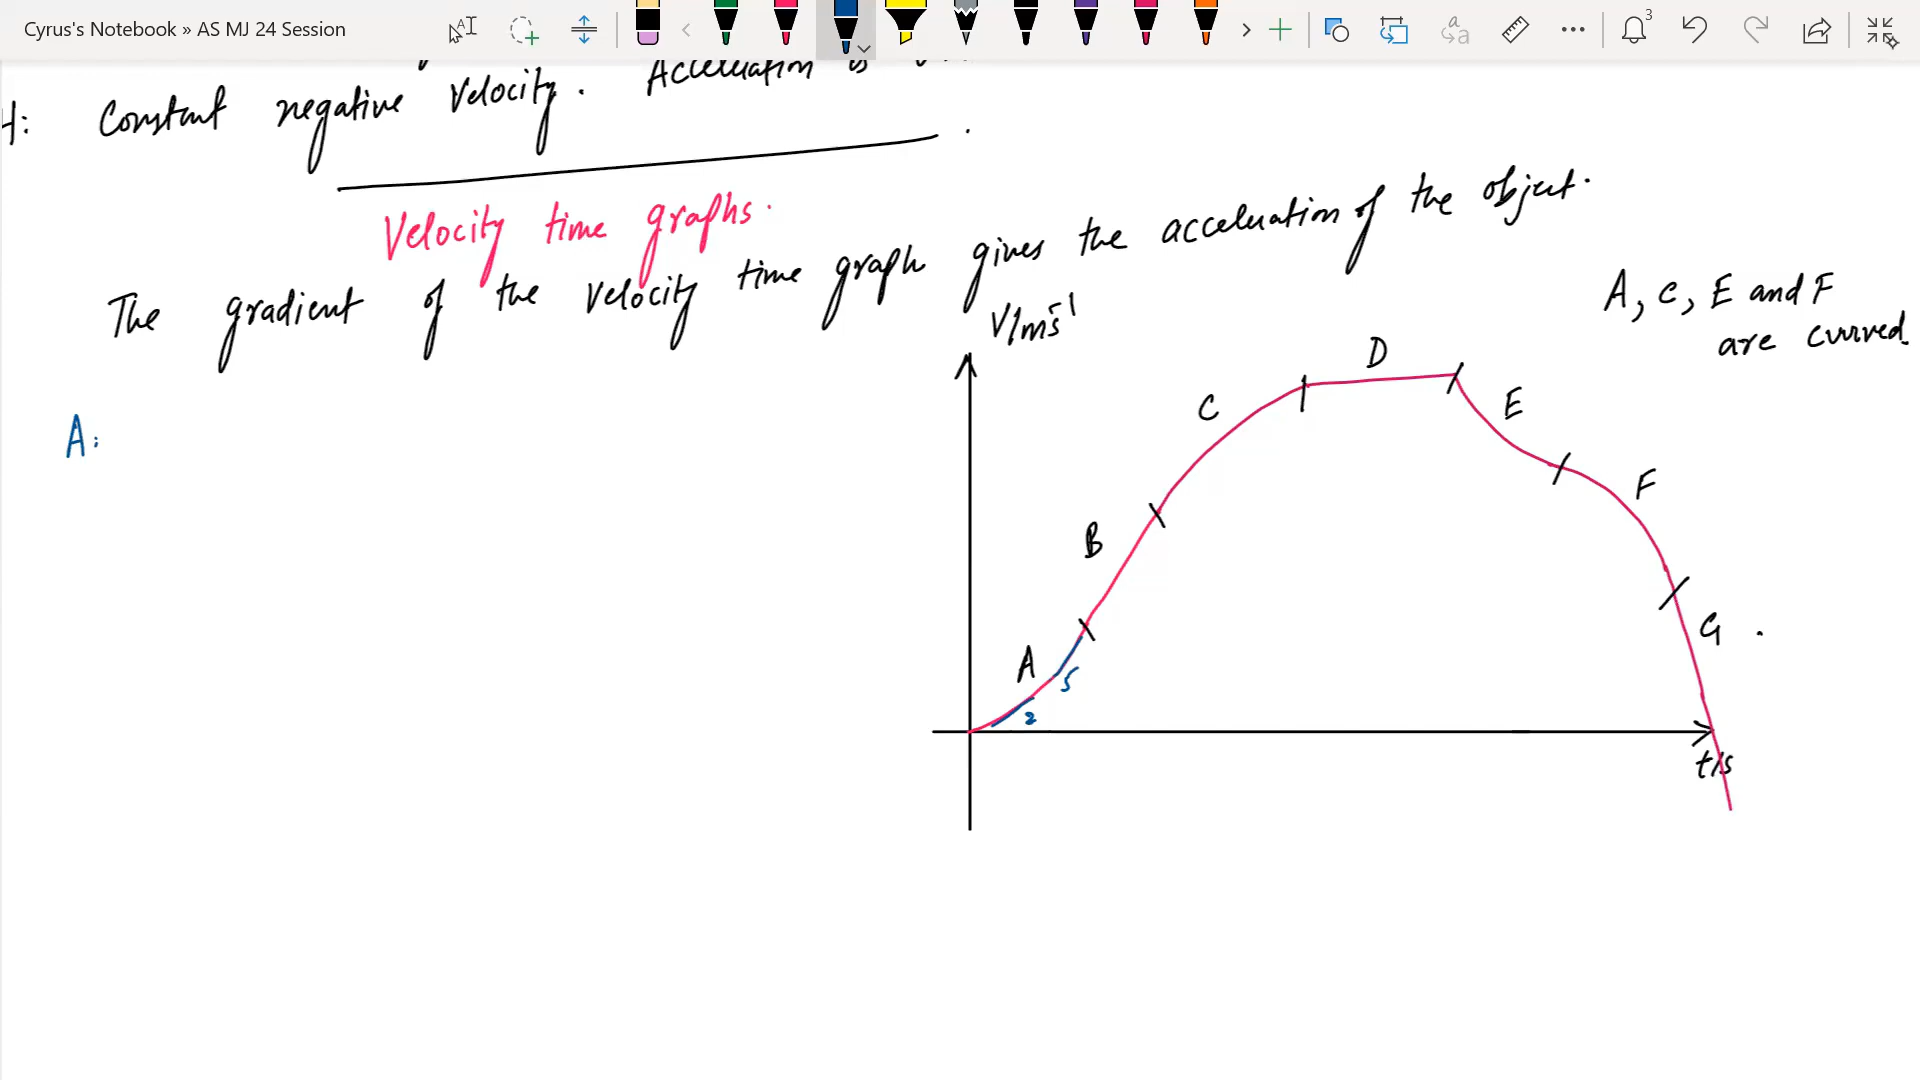 Cyrus's Notebook » AS MJ 24 Session
3
H: Constant negative velocity. Acceleration is
Velocity time graphs.
The gradient of the velocity time graph gives the acceleration of the object.
V/ms⁻¹
A, C, E and F
are curved.
A:
D
C
E
B
F
A
5
2
G
t/s